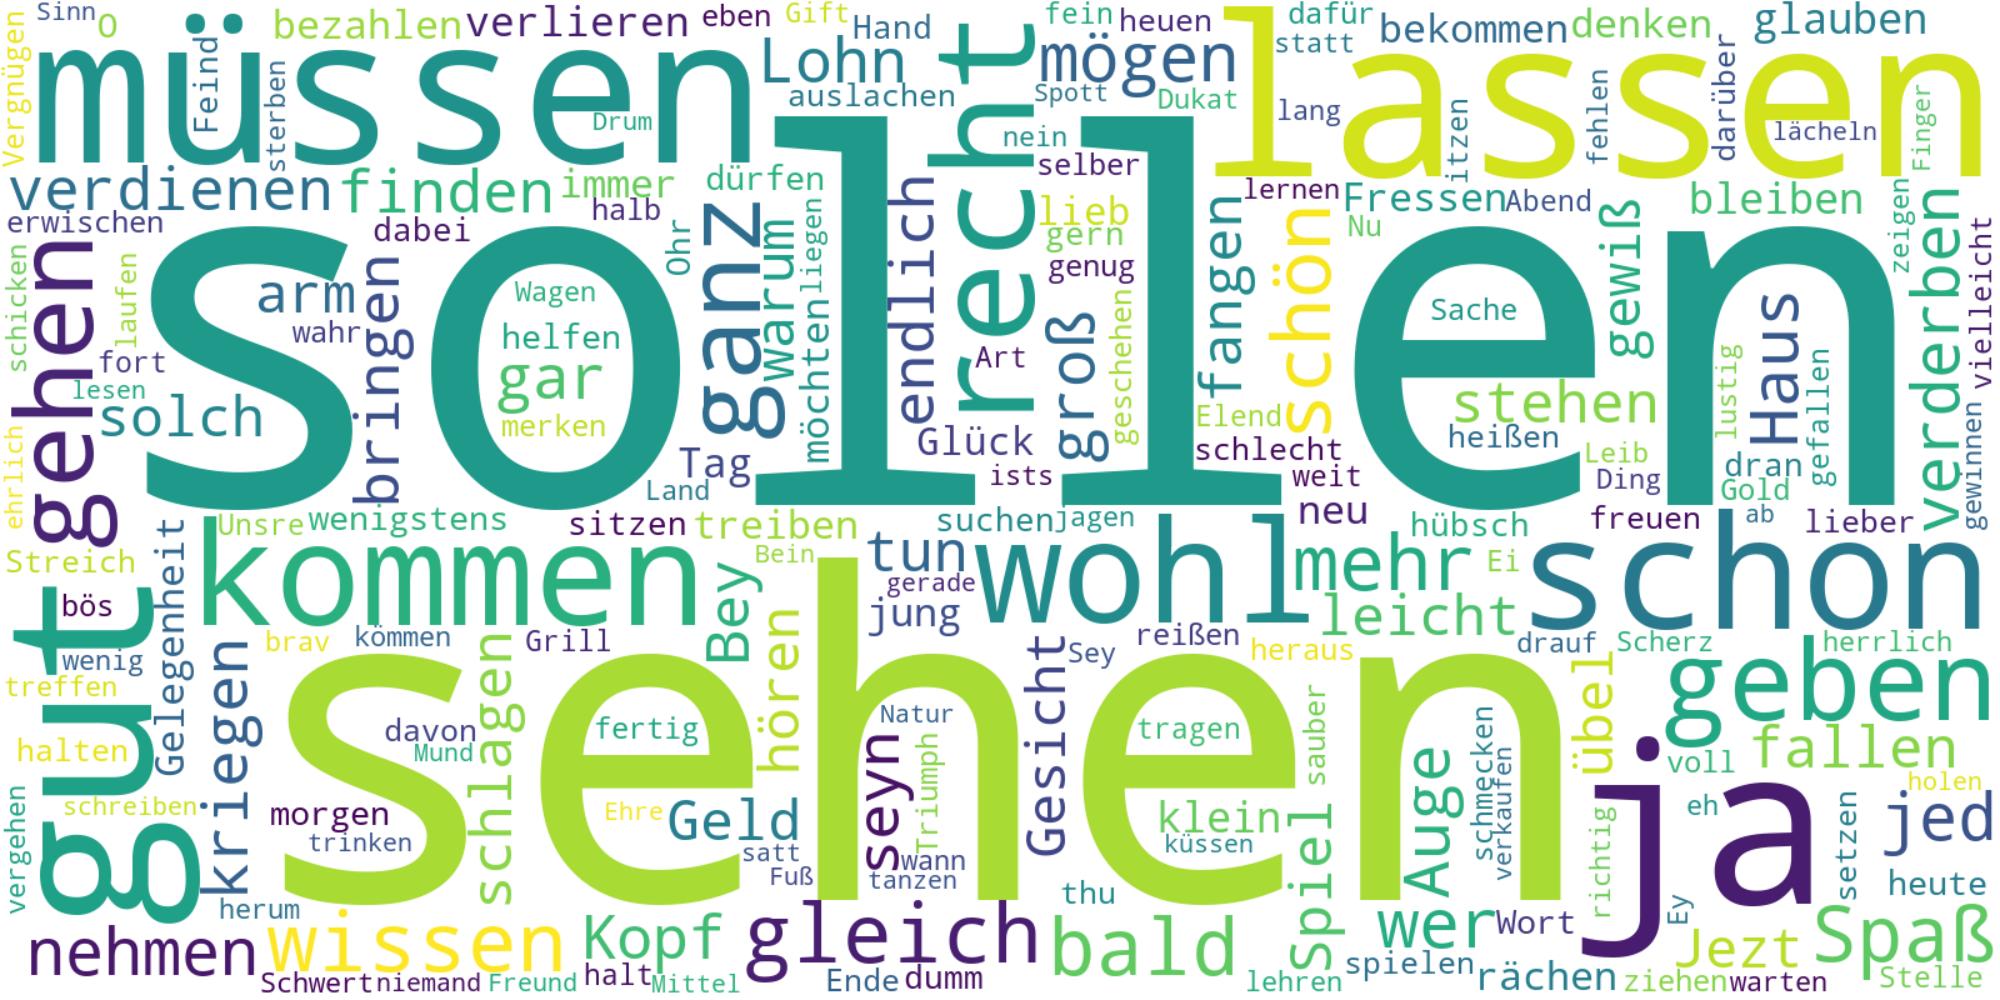 Sinn
O
bezahlen
verlieren
eben
Gift
Hand
fein
heuen
dafür
statt
bekommen
denken
glauben
Vergnügen
müssen
Feind
sterben
Drum
Lohn
auslachen
recht
mögen
Spott
Dukat
lassen
lang
itzen
fehlen
darüber
lächeln
Finger
nein
selber
verdienen
finden
immer
halb
dürfen
erwischen
dabei
Ohr
ganz
warum
möchten
liegen
endlich
lieb
gern
genug
lernen
Fressen
Abend
Nu
bleiben
gewiß
zeigen
vielleicht
verderben
schicken
gehen
laufen
fort
lesen
solch
arm
wahr
bringen
sollen
Wagen
helfen
gar
merken
Tag
Land
Art
Glück
ists
groß
geschehen
fangen
schön
Elend
schlecht
weit
neu
Sache
stehen
heißen
Leib
Ding
lustig
Haus
gefallen
dran
Gold
ab
gewinnen
ehrlich
Streich
bös
gut
Gelegenheit
Unsre
wenigstens
sitzen
treiben
Bein
kommen
suchen
jagen
tun
gerade
jung
wohl
mehr
leicht
Ei
hübsch
freuen
lieber
schon
wenig
treffen
halten
brav
kömmen
Grill
Bey
hören
Gesicht
Sey
reißen
heraus
drauf
Scherz
herrlich
geben
kriegen
davon
Mund
schlagen
sehen
fertig
Natur
seyn
Triumph
tragen
sauber
schmecken
verkaufen
Auge
übel
voll
fallen
holen
vergehen
schreiben
morgen
trinken
Ehre
Geld
satt
Fuß
wann
tanzen
klein
küssen
Spiel
richtig
ja
eh
setzen
jed
heute
herum
thu
Ey
nehmen
wissen
Kopf
gleich
bald
wer
Wort
Jezt
Spaß
Schwert
niemand
Freund
halt
Mittel
Ende
dumm
lehren
spielen
rächen
ziehen
warten
Stelle